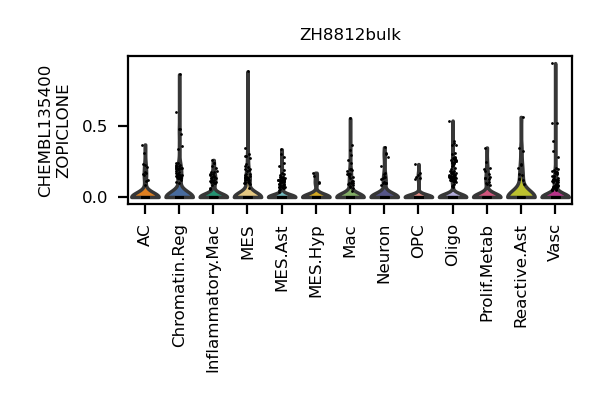 ZH8812bulk
CHEMBL135400
ZOPICLONE
0.5
0.0
AC
Chromatin.Reg
Inflammatory.Mac
MES
MES.Ast
MES.Hyp
Mac
Neuron
OPC
Oligo
Prolif.Metab
Reactive.Ast
Vasc